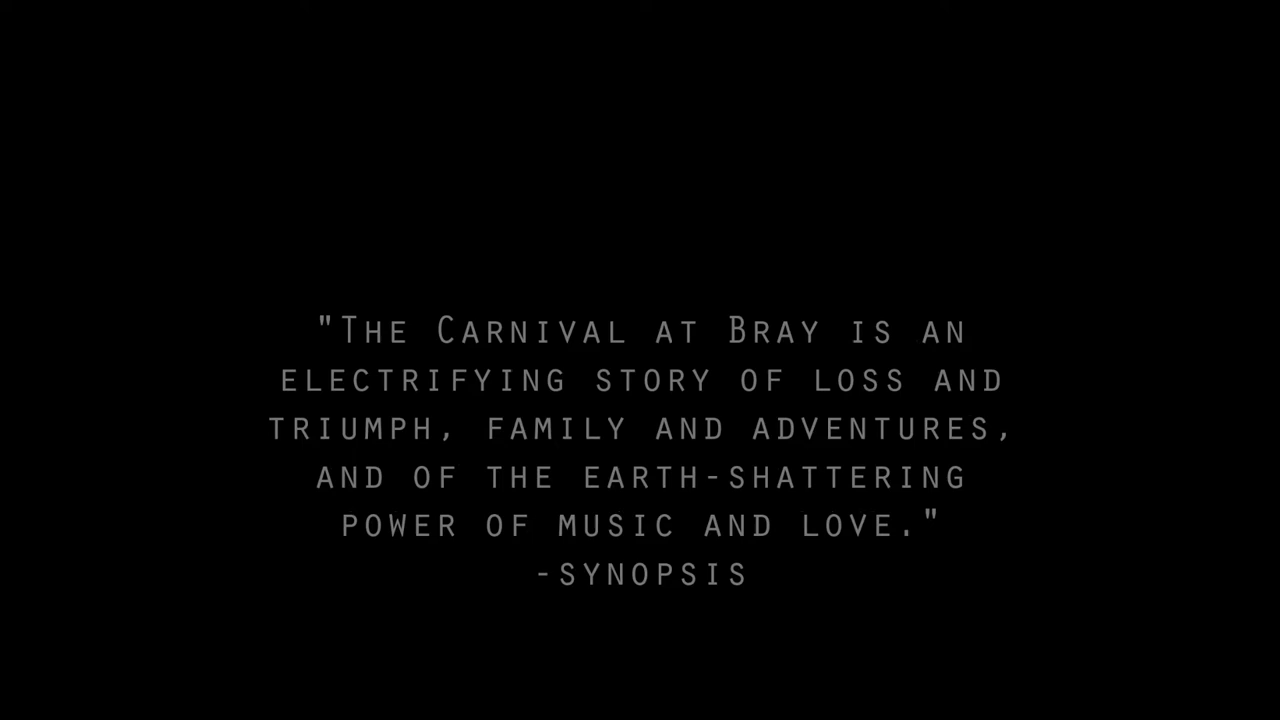 "The Carnival at Bray is an
electrifying story of loss and
triumph, family and adventures,
and of the earth-shattering
power of music and love."
-synopsis